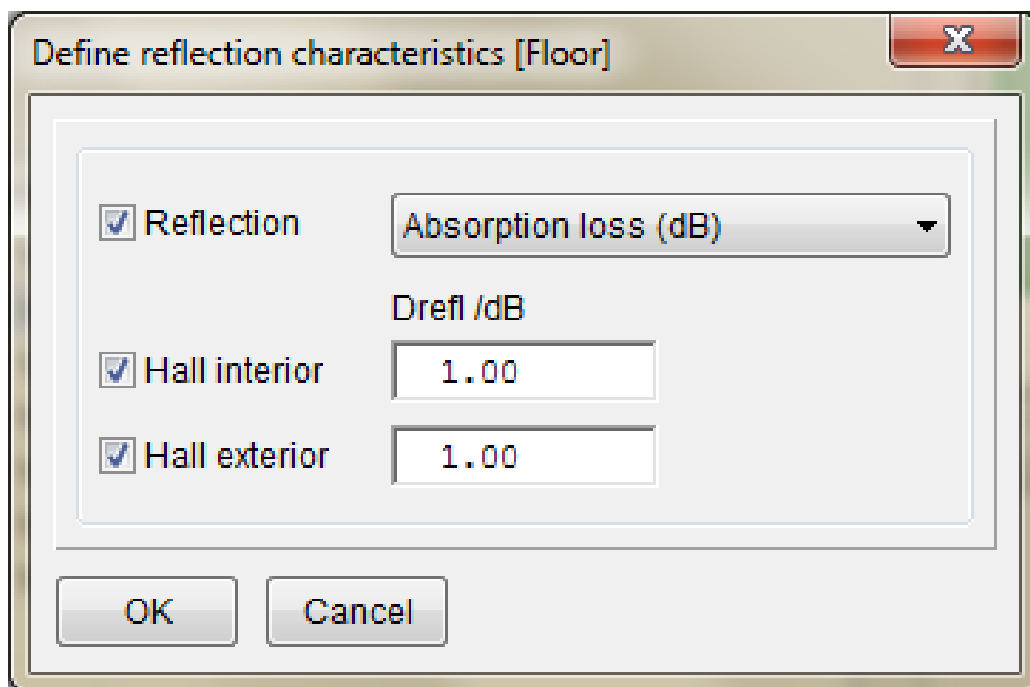 Define reflection characteristics [Floor]
Reflection Absorption loss (dB)
Drefl /dB
Hall interior 1.00
Hall exterior 1.00
OK Cancel